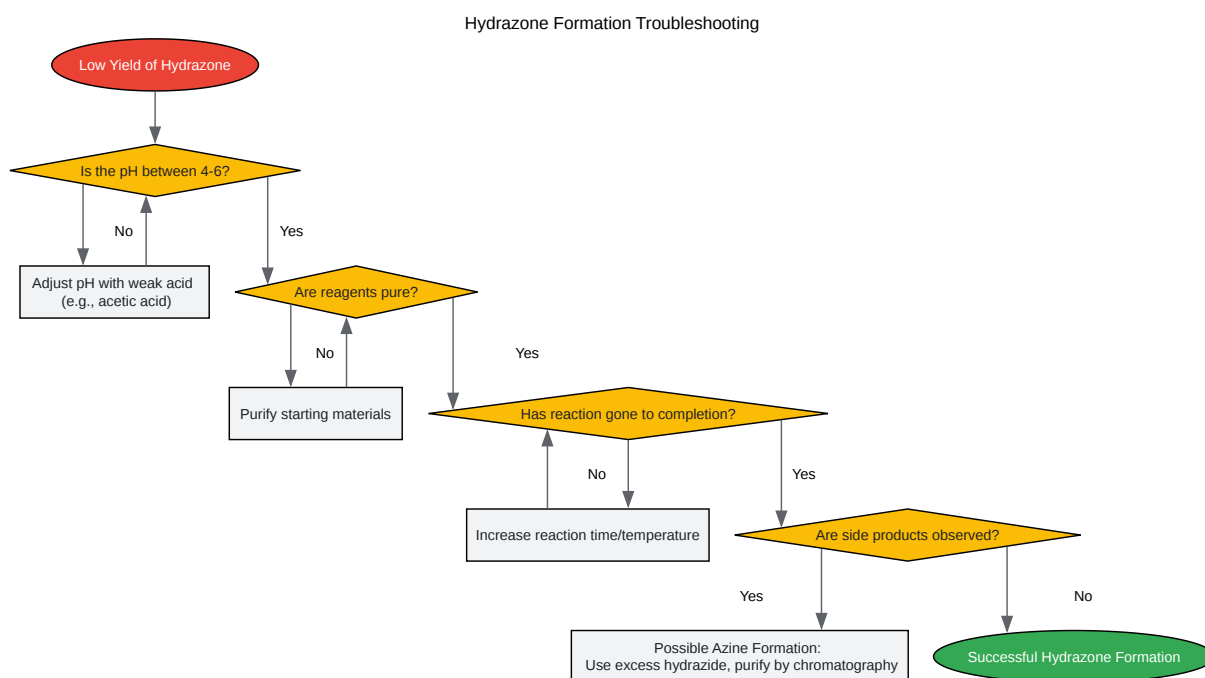 Hydrazone Formation Troubleshooting
Low Yield of Hydrazone
Is the pH between 4-6?
No
Yes
Adjust pH with weak acid
(e.g., acetic acid)
Are reagents pure?
No
Yes
Purify starting materials
Has reaction gone to completion?
No
Yes
Increase reaction time/temperature
Are side products observed?
Yes
No
Possible Azine Formation:
Use excess hydrazide, purify by chromatography
Successful Hydrazone Formation